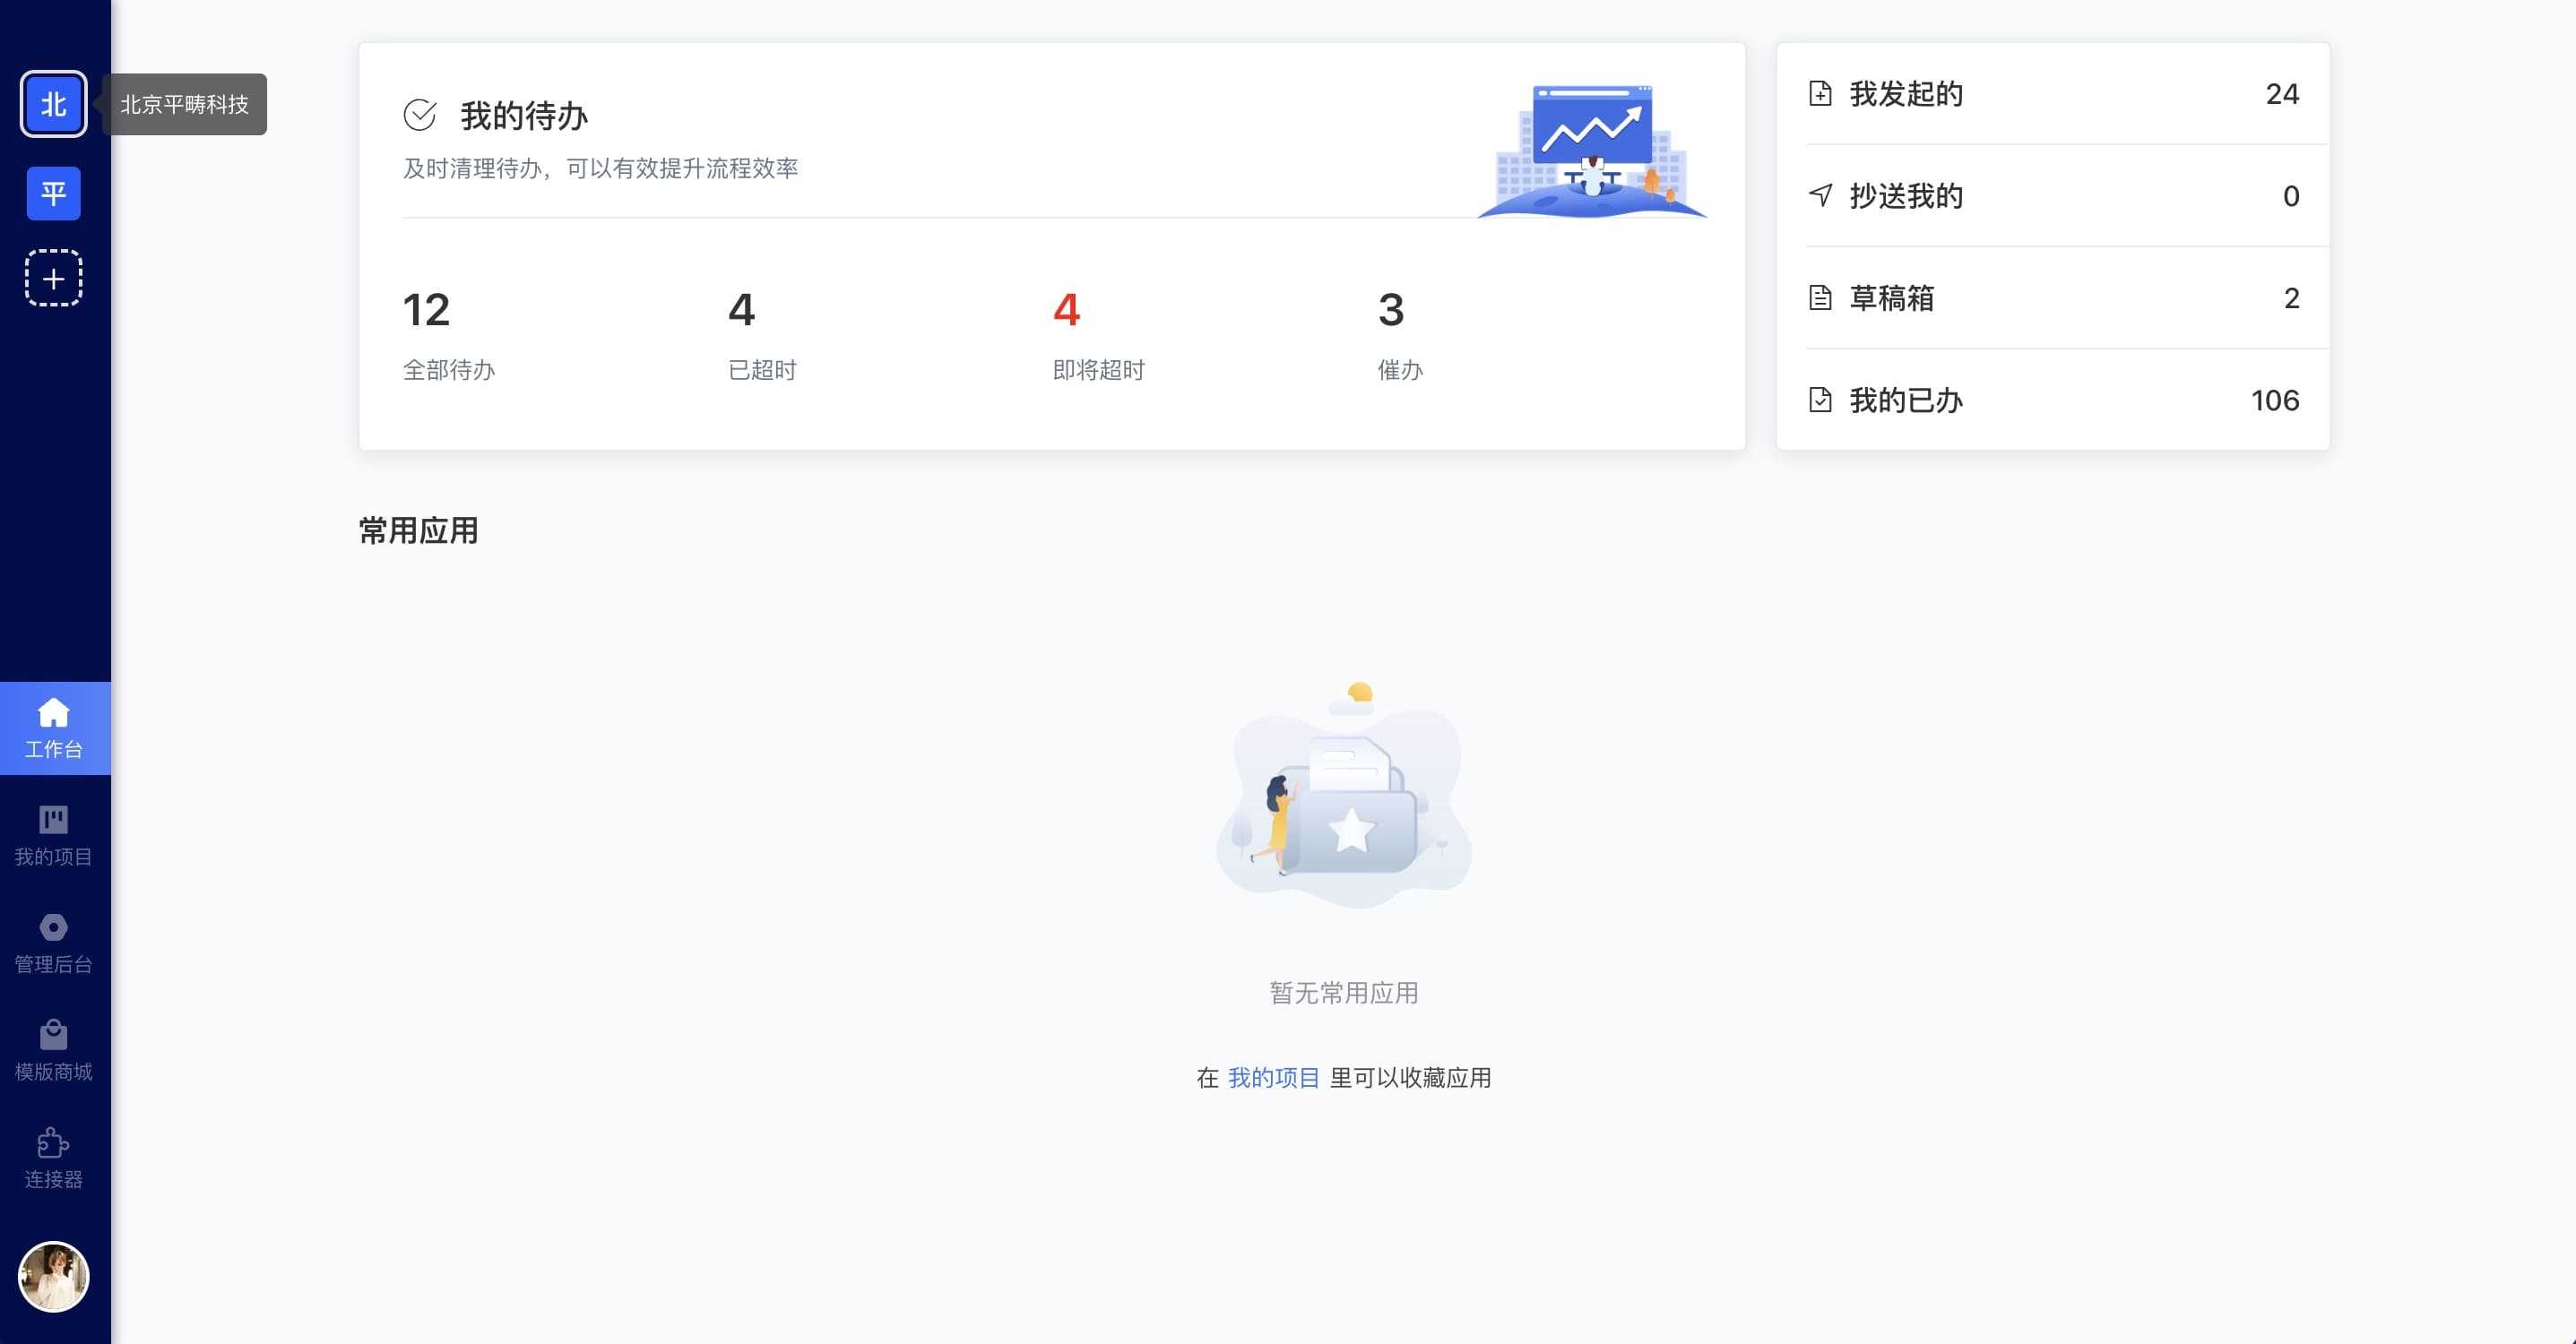 北
北京平畴科技
平
工作台
我的项目
管理后台
模版商城
连接器
我的待办
及时清理待办，可以有效提升流程效率
12
全部待办
4
已超时
4
即将超时
3
催办
我发起的 24
抄送我的 0
草稿箱 2
我的已办 106
常用应用
暂无常用应用
在 我的项目 里可以收藏应用